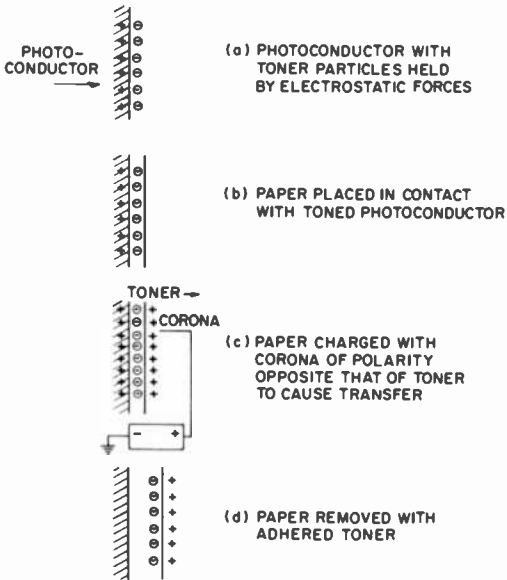 PHOTO-
CONDUCTOR
(a) PHOTOCONDUCTOR WITH
TONER PARTICLES HELD
BY ELECTROSTATIC FORCES
(b) PAPER PLACED IN CONTACT
WITH TONED PHOTOCONDUCTOR
TONER
CORONA
(c) PAPER CHARGED WITH
CORONA OF POLARITY
OPPOSITE THAT OF TONER
TO CAUSE TRANSFER
(d) PAPER REMOVED WITH
ADHERED TONER